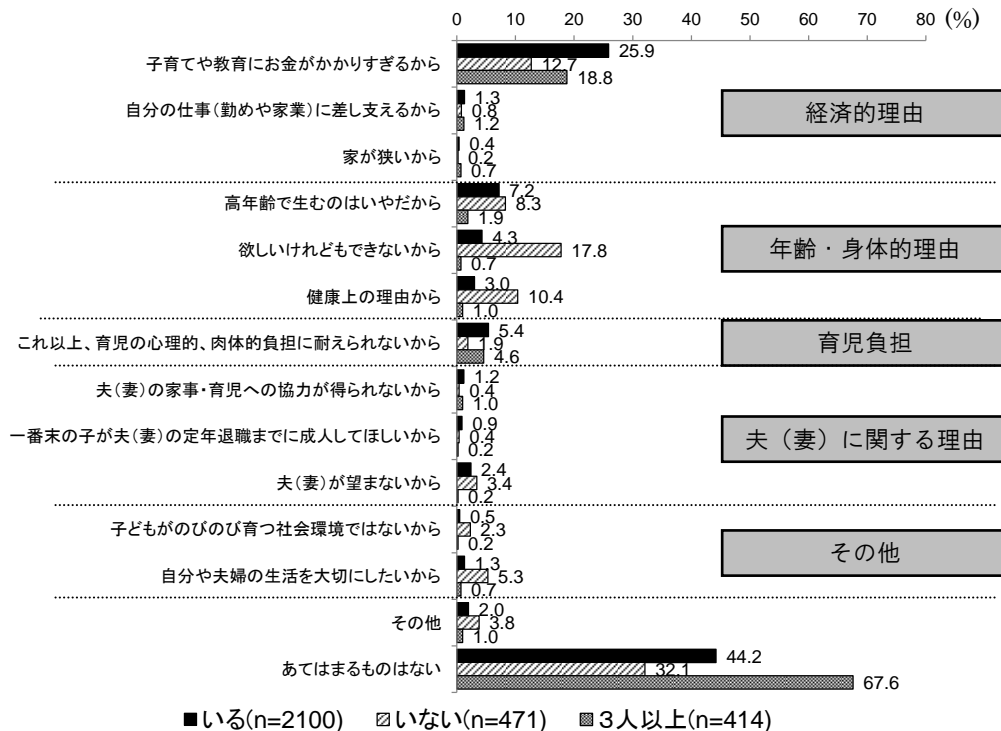 0 10 20 30 40 50 60 70 80 (%)
子育てや教育にお金がかかりすぎるから 25.9
12.7
18.8
自分の仕事(勤めや家業)に差し支えるから 1.3
0.8
1.2
経済的理由
家が狭いから 0.4
0.2
0.7
高年齢で生むのはいやだから 7.2
8.3
1.9
欲しいけれどもできないから 4.3
17.8
0.7
年齢・身体的理由
健康上の理由から 3.0
10.4
1.0
これ以上、育児の心理的、肉体的負担に耐えられないから 5.4
1.9
4.6
育児負担
夫(妻)の家事・育児への協力が得られないから 1.2
0.4
1.0
一番末の子が夫(妻)の定年退職までに成人してほしいから 0.9
0.4
0.2
夫（妻）に関する理由
夫(妻)が望まないから 2.4
3.4
0.2
子どもがのびのび育つ社会環境ではないから 0.5
2.3
0.2
その他
自分や夫婦の生活を大切にしたいから 1.3
5.3
0.7
その他 2.0
3.8
1.0
あてはまるものはない 44.2
32.1
67.6
いる(n=2100) いない(n=471) 3人以上(n=414)